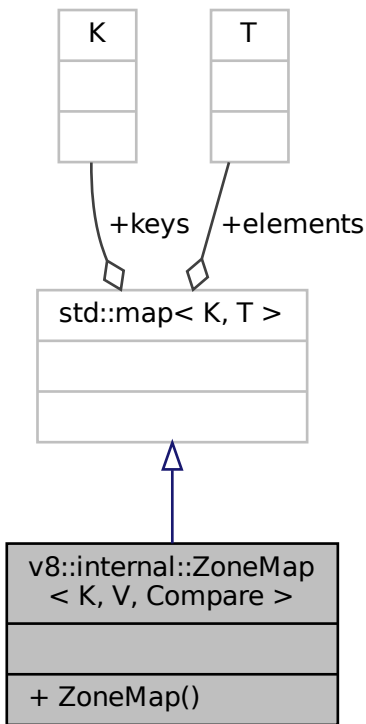 K
T
+keys
+elements
std::map< K, T >
v8::internal::ZoneMap
< K, V, Compare >
+ ZoneMap()